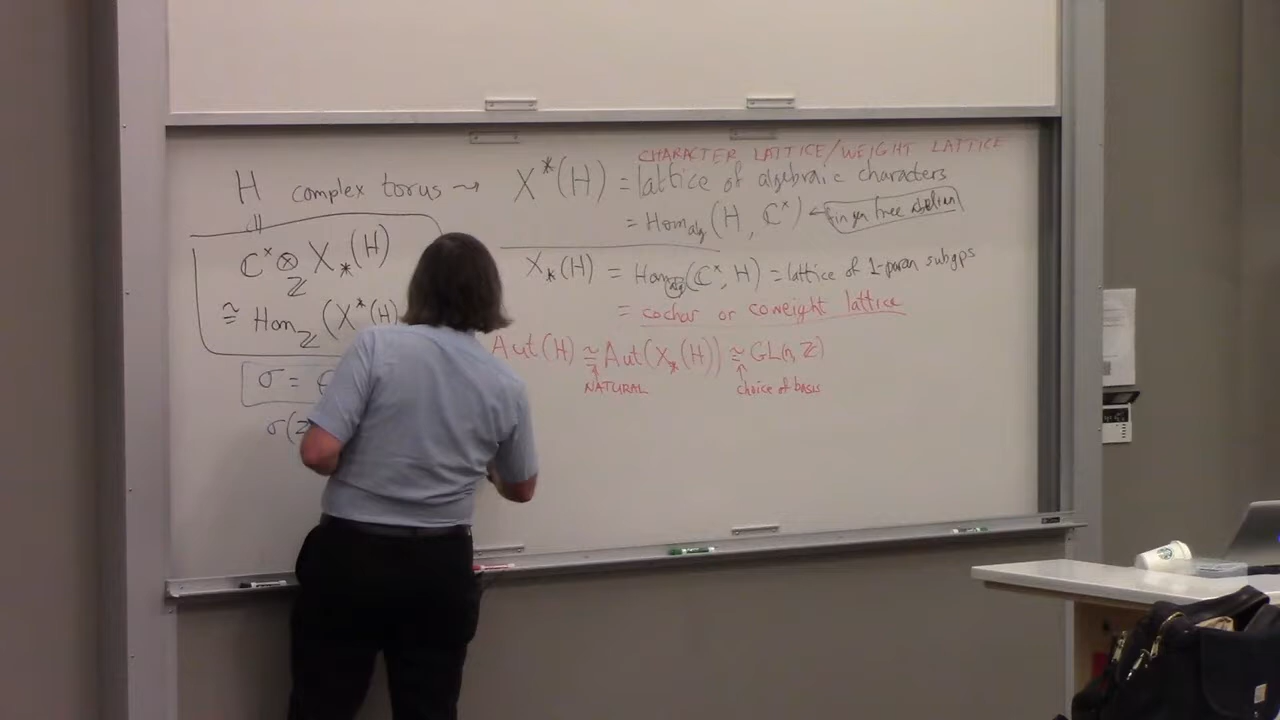 CHARACTER LATTICE/WEIGHT LATTICE
H complex torus → X*(H) = lattice of algebraic characters
= Hom_alg (H, C^×) ← fin gen free abelian
C^× ⊗_Z X_*(H)
≅ Hom_Z (X*(H)
X_*(H) = Hom_alg (C^×, H) = lattice of 1-param subgps
= cochar or coweight lattice
Aut(H) ≅ Aut(X_*(H)) ≅ GL(n, Z)
NATURAL
choice of basis
σ =
σ(z